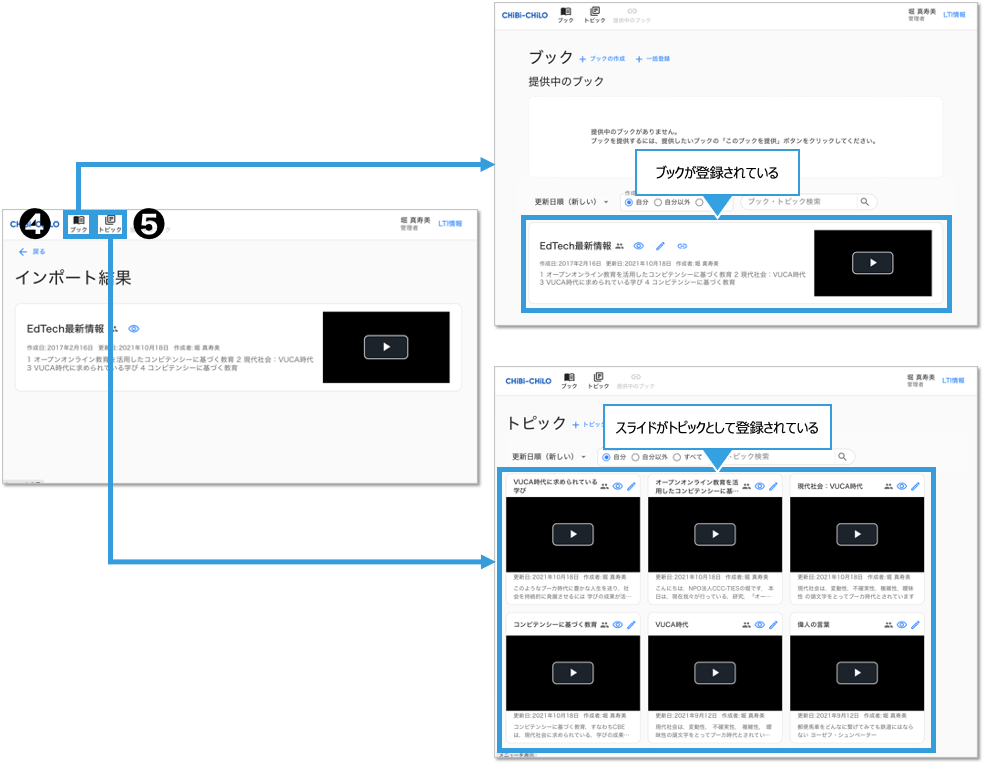 CHiBi-CHiLO
ブック
トピック
提供中のブック
堀 真寿美
管理者
LTI情報
ブック
+ ブックの作成
+ 一括登録
提供中のブック
提供中のブックがありません。
ブックを提供するには、提供したいブックの「このブックを提供」ボタンをクリックしてください。
ブックが登録されている
更新日順（新しい）
自分
自分以外
ブック・トピック検索
EdTech最新情報
作成日:2017年2月16日 更新日:2021年10月18日 作成者:堀 真寿美
1 オープンオンライン教育を活用したコンピテンシーに基づく教育 2 現代社会：VUCA時代
3 VUCA時代に求められている学び 4 コンピテンシーに基づく教育
4
ブック
トピック
5
堀 真寿美
管理者
LTI情報
戻る
インポート結果
EdTech最新情報
作成日:2017年2月16日 更新日:2021年10月18日 作成者:堀 真寿美
1 オープンオンライン教育を活用したコンピテンシーに基づく教育 2 現代社会：VUCA時代
3 VUCA時代に求められている学び 4 コンピテンシーに基づく教育
CHiBi-CHiLO
ブック
トピック
提供中のブック
堀 真寿美
管理者
LTI情報
トピック
+ トピッ
スライドがトピックとして登録されている
更新日順（新しい）
自分
自分以外
すべて
トピック検索
VUCA時代に求められている
学び
更新日:2021年10月18日 作成者:堀 真寿美
このようなブーカ時代に豊かな人生を送り、社
会を持続的に発展させるには 学びの成果が活…
オープンオンライン教育を活
用したコンピテンシーに基…
更新日:2021年10月18日 作成者:堀 真寿美
こんにちは、NPO法人CCC-TIESの堀です。本
日は、現在我々が行っている、研究、「オー…
現代社会：VUCA時代
更新日:2021年10月18日 作成者:堀 真寿美
現代社会は、変動性、不確実性、複雑性、曖昧
性 の頭文字をとってブーカ時代とされています
コンピテンシーに基づく教育
更新日:2021年10月18日 作成者:堀 真寿美
コンピテンシーに基づく教育、すなわちCBE
は、現代社会に求められている、学びの成果…
VUCA時代
更新日:2021年9月12日 作成者:堀 真寿美
現代社会は、変動性、 不確実性、 複雑性、 曖
昧性の頭文字をとってブーカ時代とされてい…
偉人の言葉
更新日:2021年9月12日 作成者:堀 真寿美
郵便馬車をどんなに繋げてみても鉄道にはなら
ない ヨーゼフ・シュンペーター